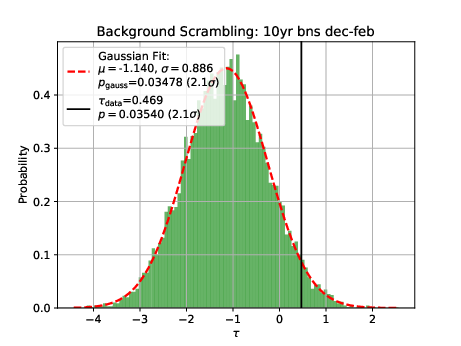 Background Scrambling: 10yr bns dec-feb
Gaussian Fit:
μ = -1.140, σ = 0.886
p_gauss=0.03478 (2.1σ)
τ_data=0.469
p = 0.03540 (2.1σ)
Probability
0.4
0.3
0.2
0.1
0.0
−4 −3 −2 −1 0 1 2
τ